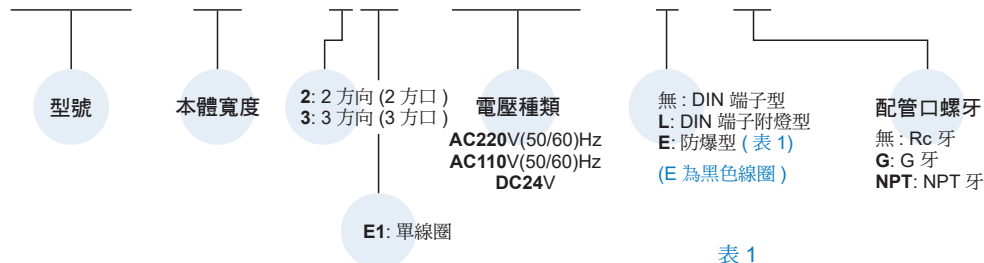 型號
本體寬度
2: 2 方向 (2 方口 )
3: 3 方向 (3 方口 )
E1: 單線圈
電壓種類
AC220V(50/60)Hz
AC110V(50/60)Hz
DC24V
無 : DIN 端子型
L: DIN 端子附燈型
E: 防爆型 ( 表 1)
(E 為黑色線圈 )
配管口螺牙
無 : Rc 牙
G: G 牙
NPT: NPT 牙
表 1